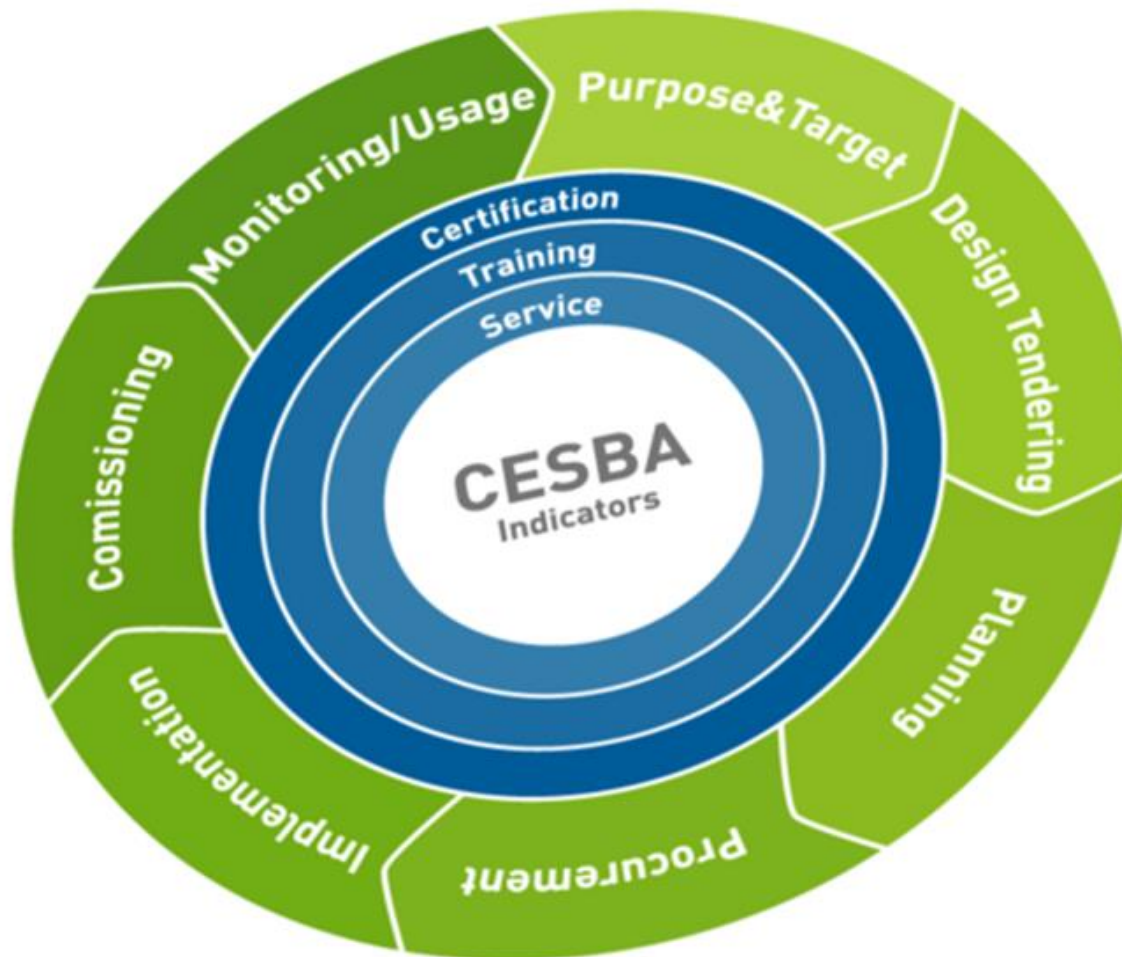 Purpose&Target
Design Tendering
Planning
Procurement
Implementation
Comissioning
Monitoring/Usage
Certification
Training
Service
CESBA
Indicators